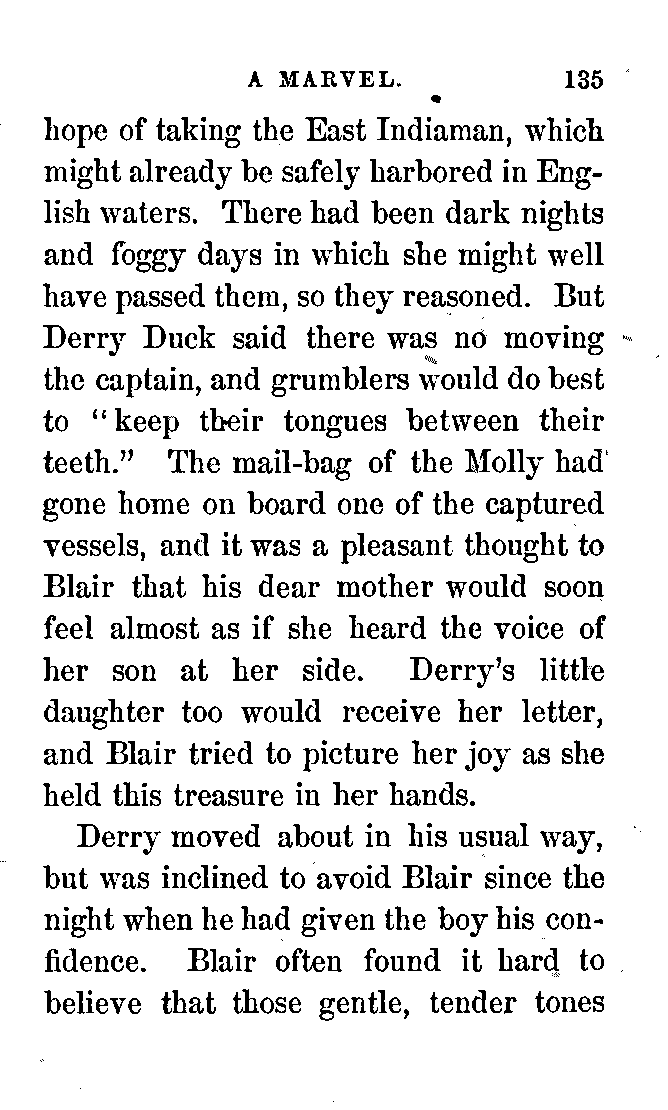 A MARVEL. 135
hope of taking the East Indiaman, which
might already be safely harbored in Eng-
lish waters. There had been dark nights
and foggy days in which she might well
have passed them, so they reasoned. But
Derry Duck said there was no moving
the captain, and grumblers would do best
to “keep their tongues between their
teeth.” The mail-bag of the Molly had
gone home on board one of the captured
vessels, and it was a pleasant thought to
Blair that his dear mother would soon
feel almost as if she heard the voice of
her son at her side. Derry’s little
daughter too would receive her letter,
and Blair tried to picture her joy as she
held this treasure in her hands.
Derry moved about in his usual way,
but was inclined to avoid Blair since the
night when he had given the boy his con-
fidence. Blair often found it hard to
believe that those gentle, tender tones